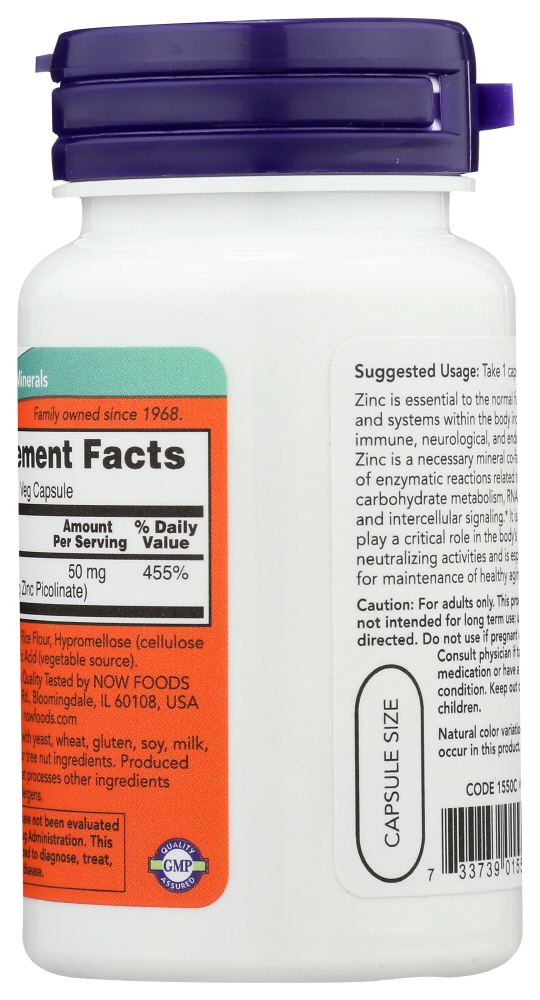 Minerals
Family owned since 1968.
ement Facts
Veg Capsule
Amount Per Serving
% Daily Value
50 mg 455%
Zinc Picolinate)
Rice Flour, Hypromellose (cellulose
Acid (vegetable source).
Quality Tested by NOW FOODS
Rd., Bloomingdale, IL 60108, USA
nowfoods.com
with yeast, wheat, gluten, soy, milk,
or tree nut ingredients. Produced
processes other ingredients
ergens.
have not been evaluated
Administration. This
to diagnose, treat,
disease.
QUALITY
GMP
ASSURED
Suggested Usage: Take 1 cap
Zinc is essential to the normal
and systems within the body in
immune, neurological, and end
Zinc is a necessary mineral co-fa
of enzymatic reactions related
carbohydrate metabolism, RNA
and intercellular signaling.* It is
play a critical role in the body's
neutralizing activities and is esp
for maintenance of healthy agin
Caution: For adults only. This pro
not intended for long term use;
directed. Do not use if pregnant
Consult physician if
medication or have a
condition. Keep out
children.
Natural color variatio
occur in this product.
CAPSULE SIZE
CODE 1550C
7 33739 0155